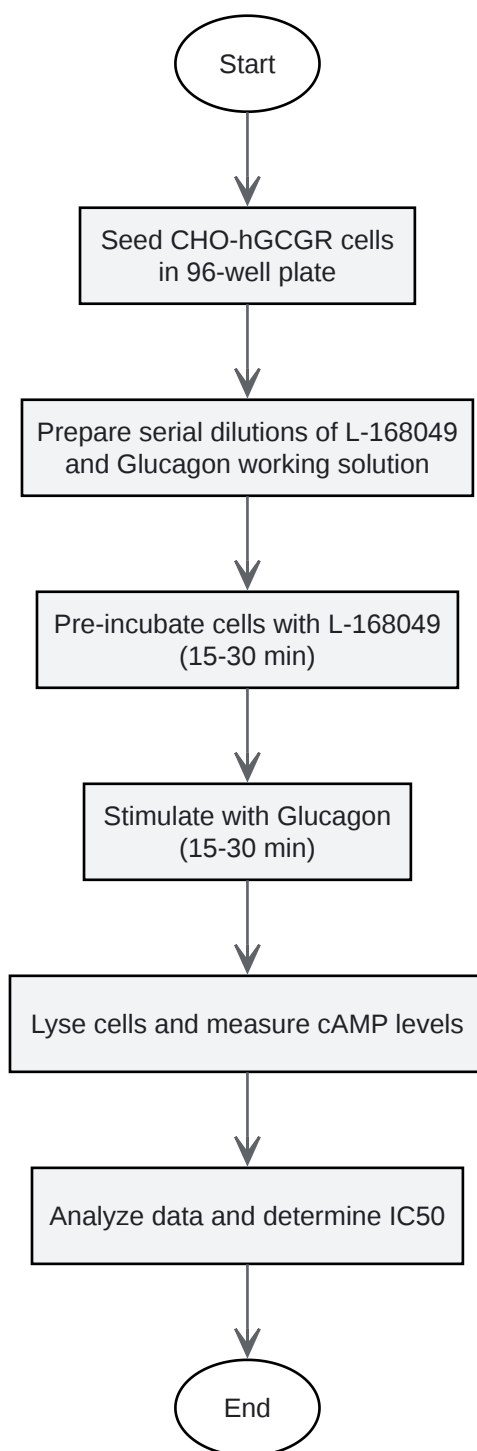 Start
Seed CHO-hGCGR cells
in 96-well plate
Prepare serial dilutions of L-168049
and Glucagon working solution
Pre-incubate cells with L-168049
(15-30 min)
Stimulate with Glucagon
(15-30 min)
Lyse cells and measure cAMP levels
Analyze data and determine IC50
End